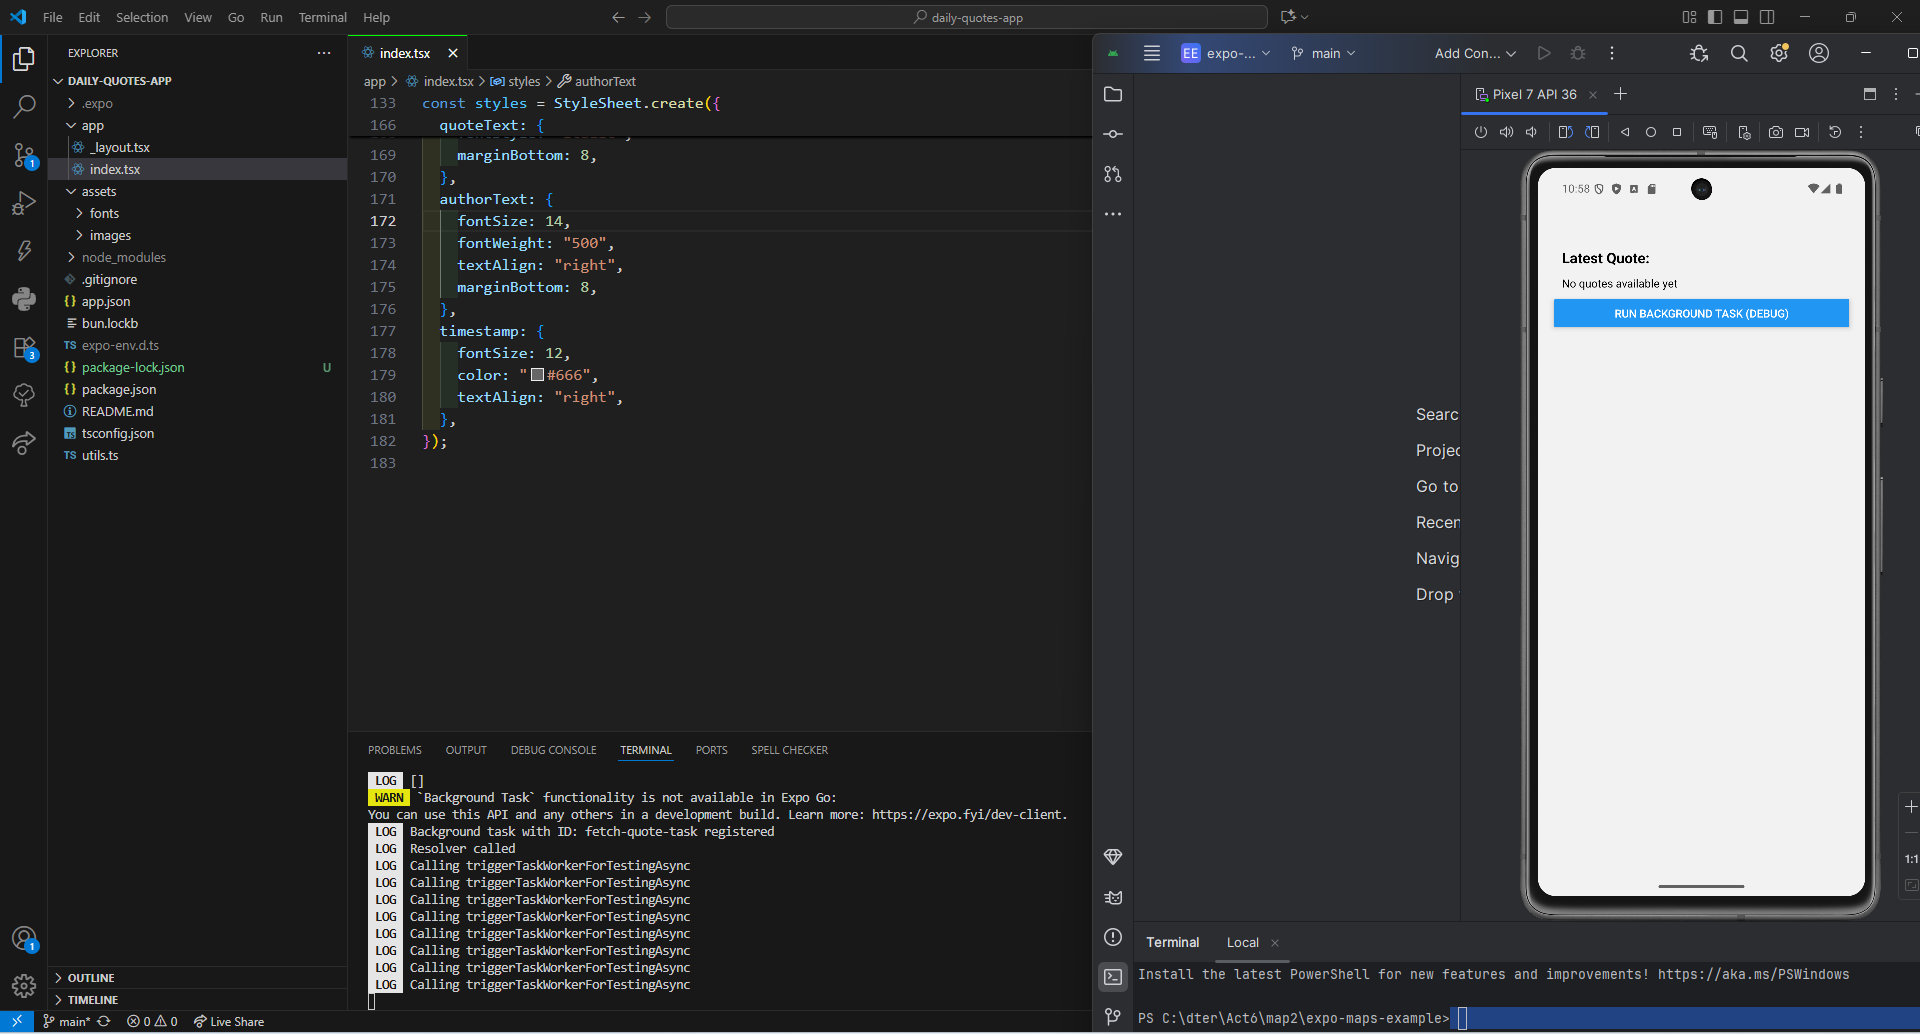 File Edit Selection View Go Run Terminal Help
daily-quotes-app
EXPLORER
DAILY-QUOTES-APP
.expo
app
_layout.tsx
index.tsx
assets
fonts
images
node_modules
.gitignore
app.json
bun.lockb
TS expo-env.d.ts
package-lock.json U
package.json
README.md
tsconfig.json
TS utils.ts
OUTLINE
TIMELINE
1
3
1
index.tsx
app > index.tsx > styles > authorText
133 const styles = StyleSheet.create({
166 quoteText: {
169 marginBottom: 8,
170 },
171 authorText: {
172 fontSize: 14,
173 fontWeight: "500",
174 textAlign: "right",
175 marginBottom: 8,
176 },
177 timestamp: {
178 fontSize: 12,
179 color: "#666",
180 textAlign: "right",
181 },
182 });
183
PROBLEMS OUTPUT DEBUG CONSOLE TERMINAL PORTS SPELL CHECKER
LOG []
WARN `Background Task` functionality is not available in Expo Go:
You can use this API and any others in a development build. Learn more: https://expo.fyi/dev-client.
LOG Background task with ID: fetch-quote-task registered
LOG Resolver called
LOG Calling triggerTaskWorkerForTestingAsync
LOG Calling triggerTaskWorkerForTestingAsync
LOG Calling triggerTaskWorkerForTestingAsync
LOG Calling triggerTaskWorkerForTestingAsync
LOG Calling triggerTaskWorkerForTestingAsync
LOG Calling triggerTaskWorkerForTestingAsync
LOG Calling triggerTaskWorkerForTestingAsync
LOG Calling triggerTaskWorkerForTestingAsync
main* 0 0 Live Share
EE expo-... main Add Con...
Pixel 7 API 36
Searc
Projec
Go to
Recen
Navig
Drop
10:58
Latest Quote:
No quotes available yet
RUN BACKGROUND TASK (DEBUG)
1:1
Terminal Local
Install the latest PowerShell for new features and improvements! https://aka.ms/PSWindows
PS C:\dter\Act6\map2\expo-maps-example>